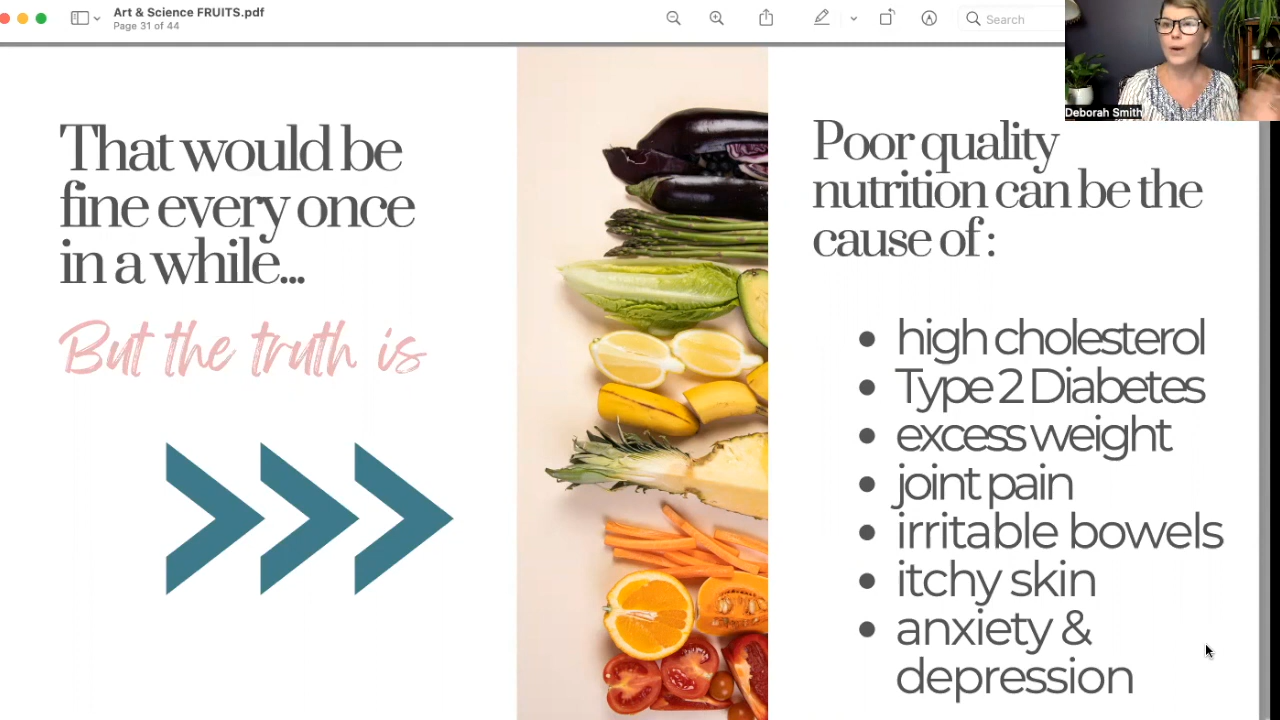 Art & Science FRUITS.pdf
Page 31 of 44
Search
Deborah Smith
That would be
fine every once
in a while...
But the truth is
Poor quality
nutrition can be the
cause of :
• high cholesterol
• Type 2 Diabetes
• excess weight
• joint pain
• irritable bowels
• itchy skin
• anxiety &
depression